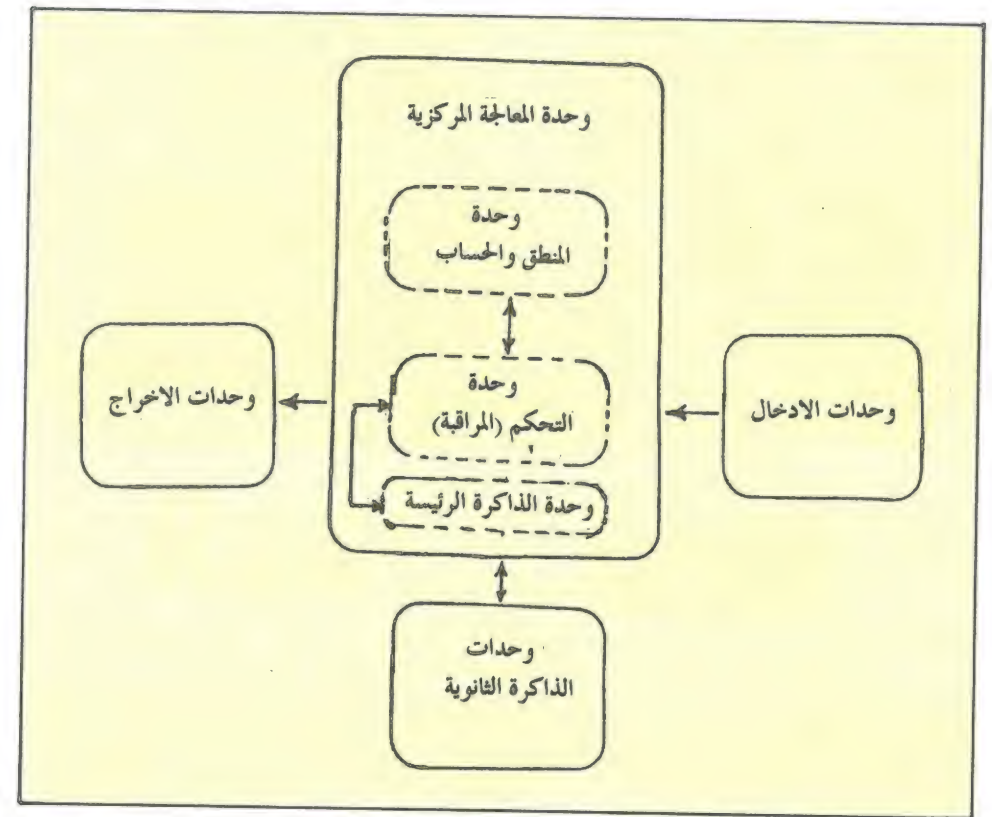 وحدة المعالجة المركزية
وحدة
المنطق والحساب
وحدة
التحكم (المراقبة)
وحدة الذاكرة الرئيسة
وحدات الادخال
وحدات الاخراج
وحدات
الذاكرة الثانوية